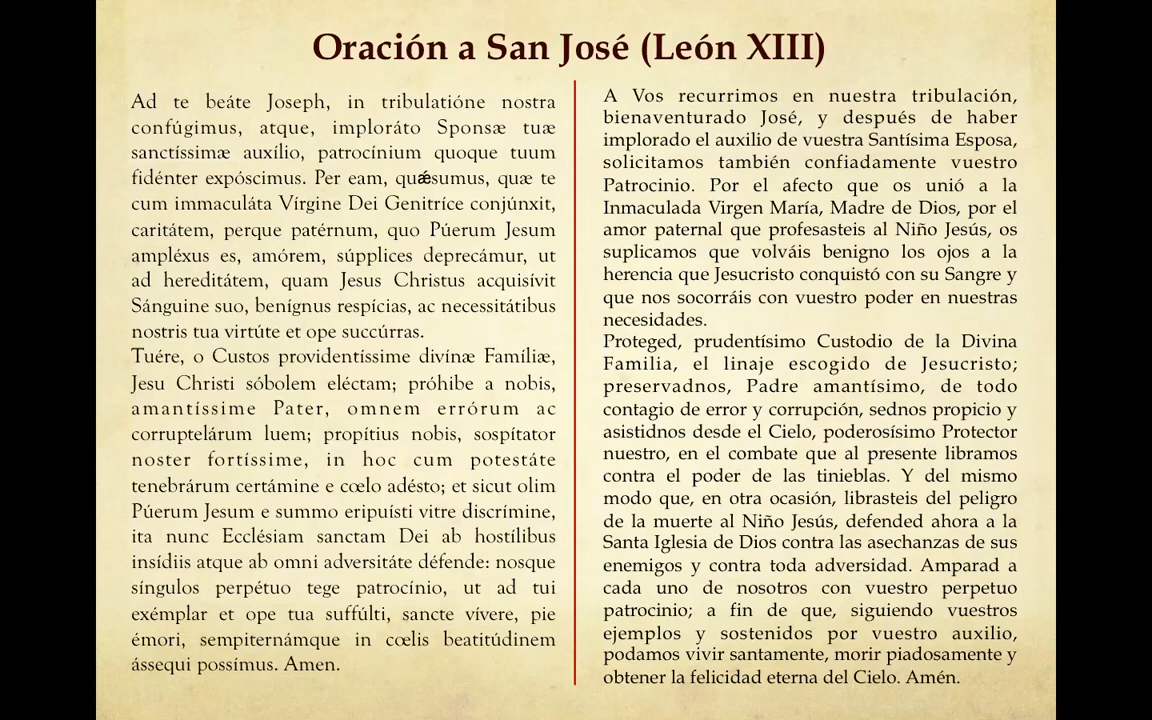 Oración a San José (León XIII)
Ad te beáte Joseph, in tribulatióne nostra
confúgimus, atque, imploráto Sponsæ tuæ
sanctíssimæ auxílio, patrocínium quoque tuum
fidénter expóscimus. Per eam, quǽsumus, quæ te
cum immaculáta Vírgine Dei Genitríce conjúnxit,
caritátem, perque patérnum, quo Púerum Jesum
ampléxus es, amórem, súpplices deprecámur, ut
ad hereditátem, quam Jesus Christus acquisívit
Sánguine suo, benígnus respícias, ac necessitátibus
nostris tua virtúte et ope succúrras.
Tuére, o Custos providentíssime divínæ Famíliæ,
Jesu Christi sóbolem eléctam; próhibe a nobis,
amantíssime Pater, omnem errórum ac
corruptelárum luem; propítius nobis, sospítator
noster fortíssime, in hoc cum potestáte
tenebrárum certámine e cœlo adésto; et sicut olim
Púerum Jesum e summo eripuísti vitre discrímine,
ita nunc Ecclésiam sanctam Dei ab hostílibus
insídiis atque ab omni adversitáte défende: nosque
síngulos perpétuo tege patrocínio, ut ad tui
exémplar et ope tua suffúlti, sancte vívere, pie
émori, sempiternámque in cœlis beatitúdinem
ássequi possímus. Amen.
A Vos recurrimos en nuestra tribulación,
bienaventurado José, y después de haber
implorado el auxilio de vuestra Santísima Esposa,
solicitamos también confiadamente vuestro
Patrocinio. Por el afecto que os unió a la
Inmaculada Virgen María, Madre de Dios, por el
amor paternal que profesasteis al Niño Jesús, os
suplicamos que volváis benigno los ojos a la
herencia que Jesucristo conquistó con su Sangre y
que nos socorráis con vuestro poder en nuestras
necesidades.
Proteged, prudentísimo Custodio de la Divina
Familia, el linaje escogido de Jesucristo;
preservadnos, Padre amantísimo, de todo
contagio de error y corrupción, sednos propicio y
asistidnos desde el Cielo, poderosísimo Protector
nuestro, en el combate que al presente libramos
contra el poder de las tinieblas. Y del mismo
modo que, en otra ocasión, librasteis del peligro
de la muerte al Niño Jesús, defended ahora a la
Santa Iglesia de Dios contra las asechanzas de sus
enemigos y contra toda adversidad. Amparad a
cada uno de nosotros con vuestro perpetuo
patrocinio; a fin de que, siguiendo vuestros
ejemplos y sostenidos por vuestro auxilio,
podamos vivir santamente, morir piadosamente y
obtener la felicidad eterna del Cielo. Amén.